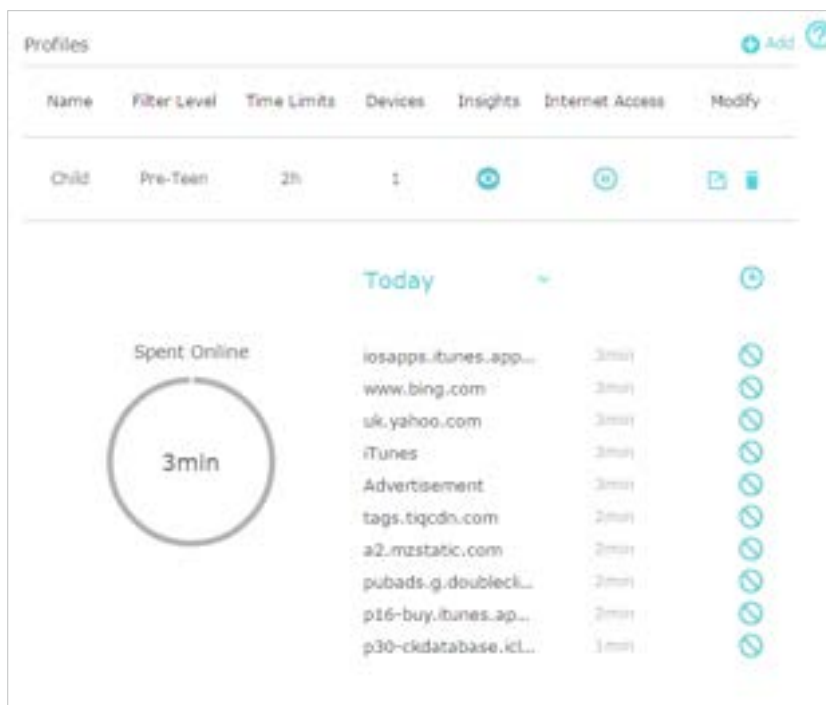 Profiles Add ?
Name Filter Level Time Limits Devices Insights Internet Access Modify
Child Pre-Teen 2h 1
Today
Spent Online
3min
iosapps.itunes.app... 3min
www.bing.com 3min
uk.yahoo.com 3min
iTunes 3min
Advertisement 3min
tags.tiqcdn.com 2min
a2.mzstatic.com 2min
pubads.g.doublecli... 2min
p16-buy.itunes.ap... 2min
p30-ckdatabase.icl... 1min